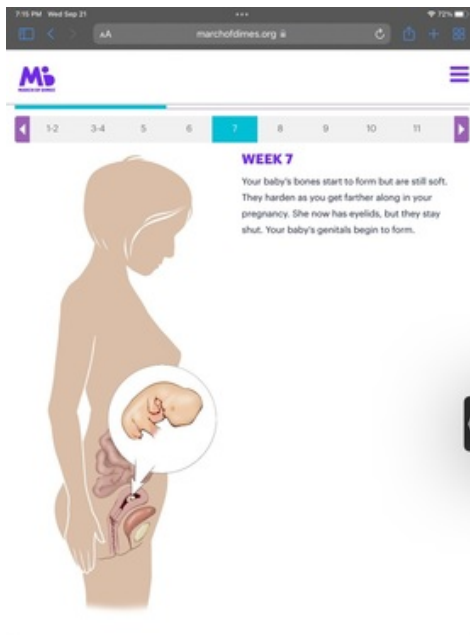 7:15 PM Wed Sep 21
72%
AA
marchofdimes.org
MARCH OF DIMES
1-2 3-4 5 6 7 8 9 10 11
WEEK 7
Your baby's bones start to form but are still soft.
They harden as you get farther along in your
pregnancy. She now has eyelids, but they stay
shut. Your baby's genitals begin to form.